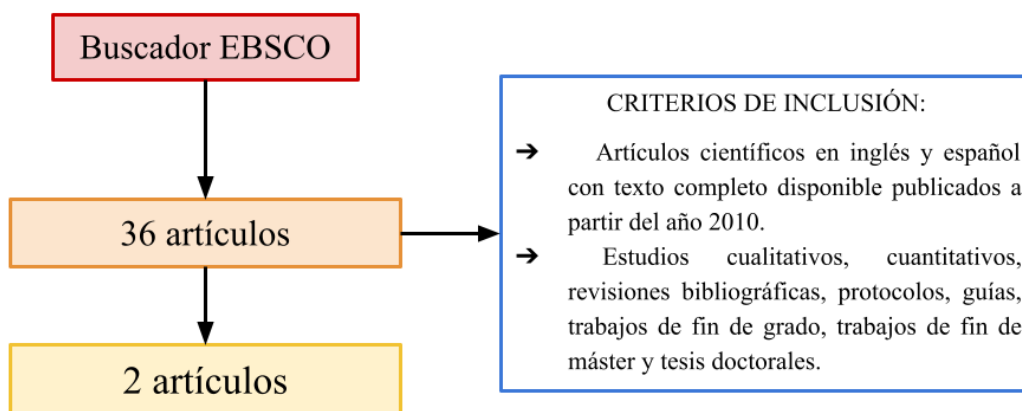 Buscador EBSCO
36 artículos
2 artículos
CRITERIOS DE INCLUSIÓN:
➔ Artículos científicos en inglés y español
con texto completo disponible publicados a
partir del año 2010.
➔ Estudios cualitativos, cuantitativos,
revisiones bibliográficas, protocolos, guías,
trabajos de fin de grado, trabajos de fin de
máster y tesis doctorales.